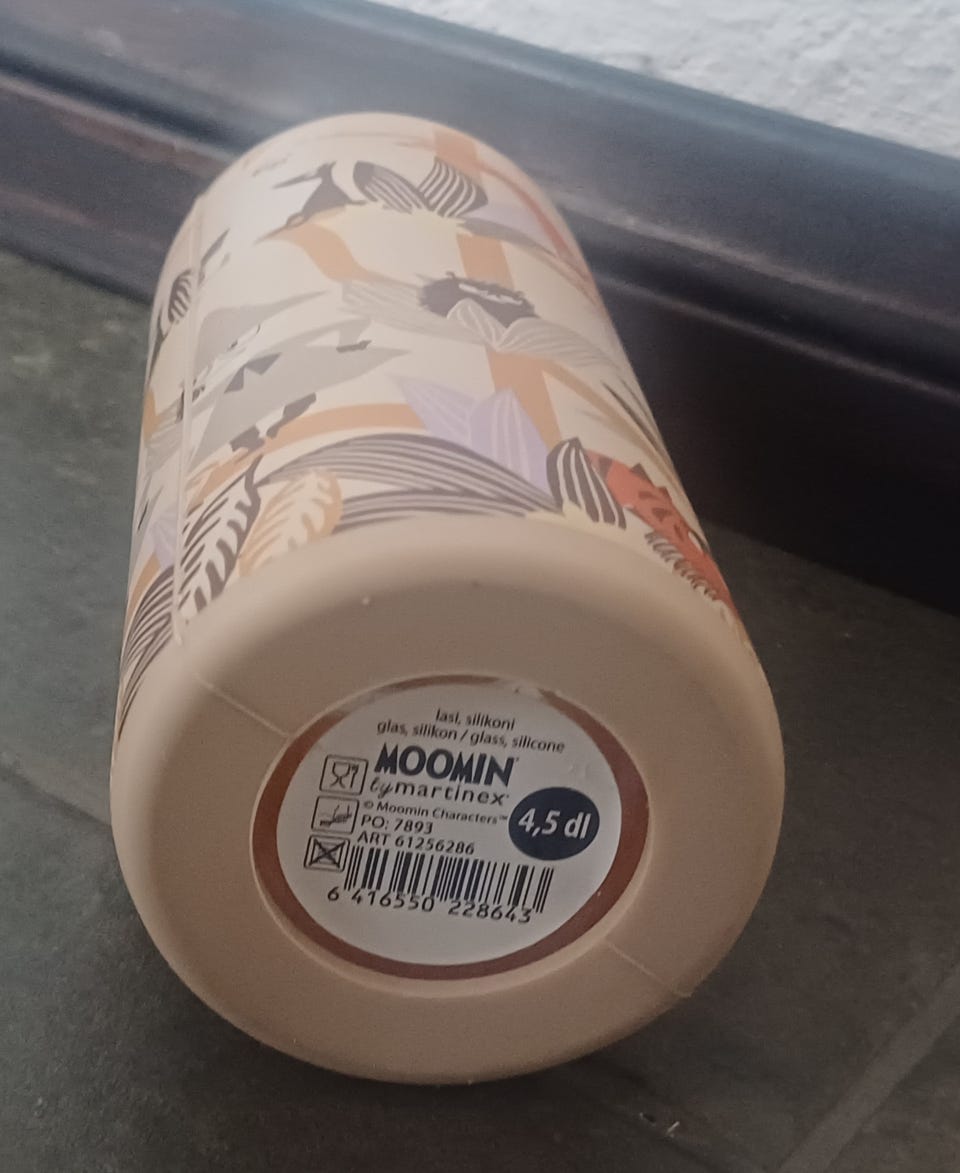 lasi, silikoni
glas, silikon / glass, silicone
MOOMIN
by martinex
© Moomin Characters™
4,5 dl
PO: 7893
ART 61256286
6 416550 228643